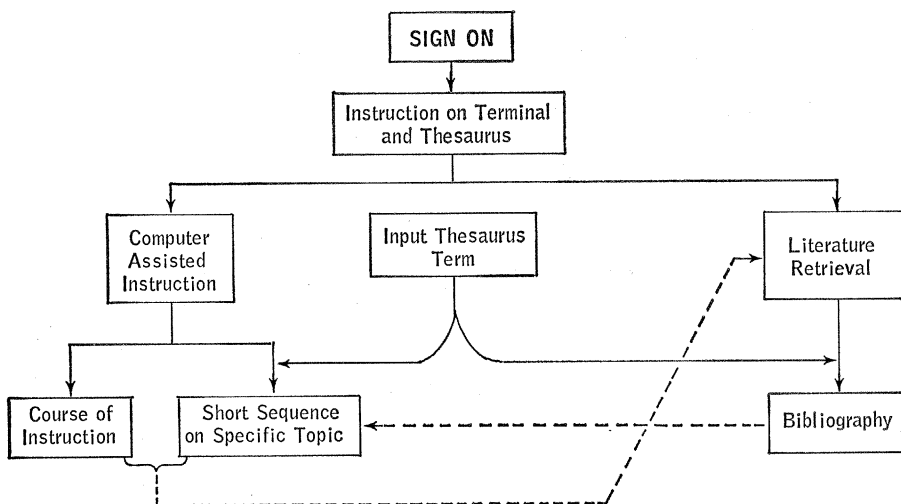 SIGN ON
Instruction on Terminal
and Thesaurus
Computer
Assisted
Instruction
Input Thesaurus
Term
Literature
Retrieval
Course of
Instruction
Short Sequence
on Specific Topic
Bibliography